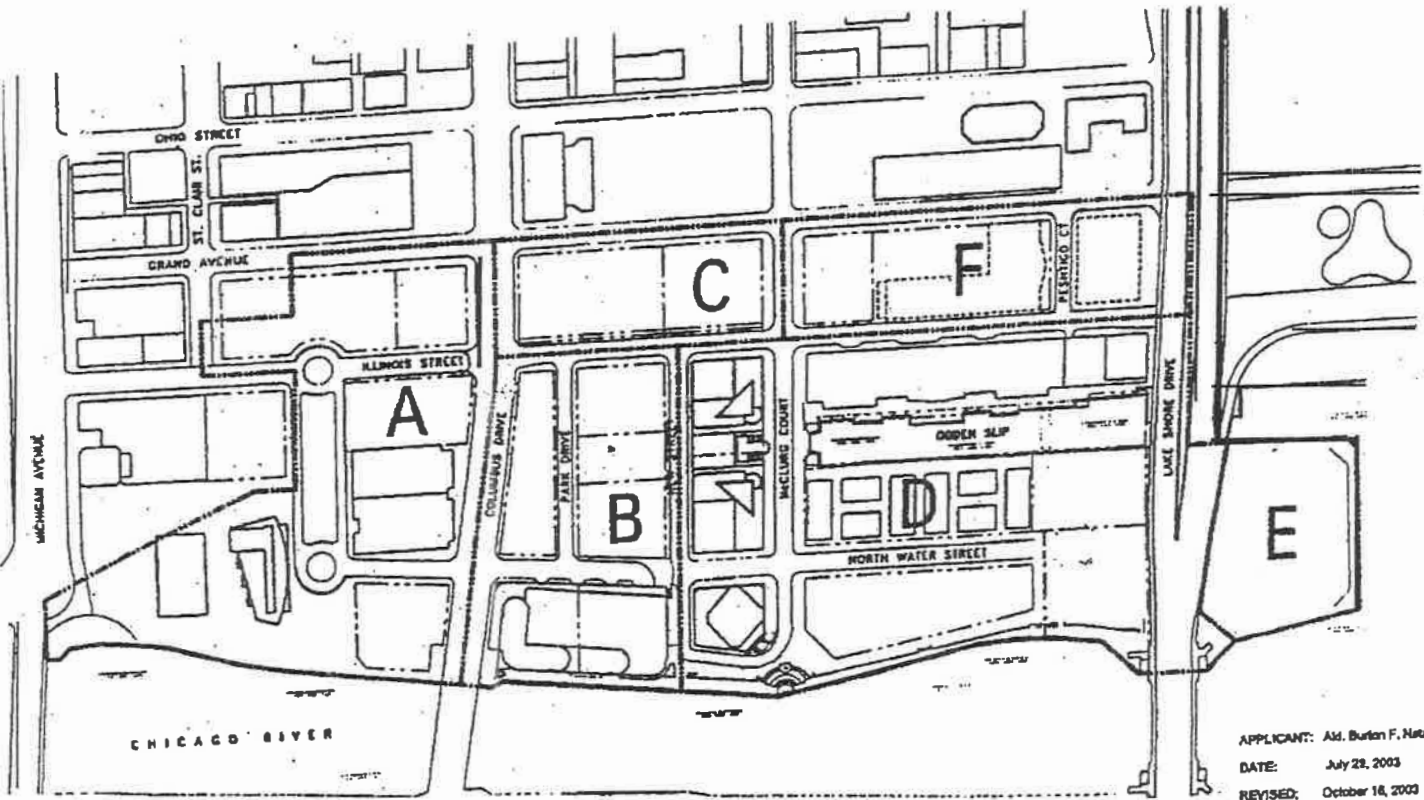 OHIO STREET
ST. CLAIR ST.
GRAND AVENUE
C
F
PESHTIGO CT
ILLINOIS STREET
A
MICHIGAN AVENUE
COLUMBUS DRIVE
PARK DRIVE
B
McCLURG COURT
OGDEN SLIP
D
LAKE SHORE DRIVE
E
NORTH WATER STREET
CHICAGO RIVER
APPLICANT: Ald. Burton F.
DATE: July 28, 2003
REVISED: October 16, 2003